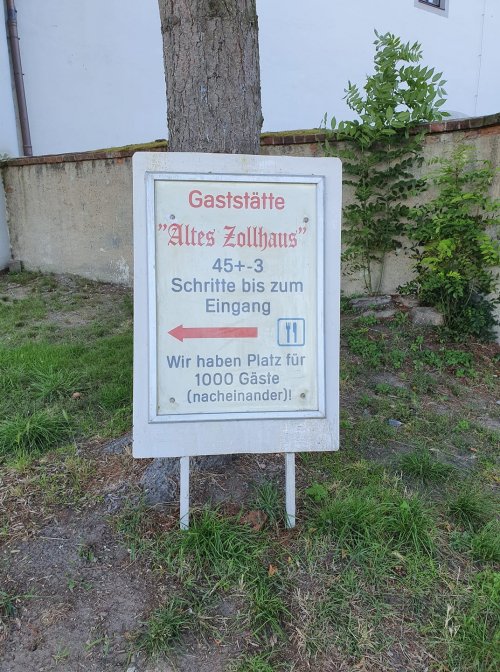 Gaststätte
"Altes Zollhaus"
45+-3
Schritte bis zum
Eingang
Wir haben Platz für
1000 Gäste
(nacheinander)!